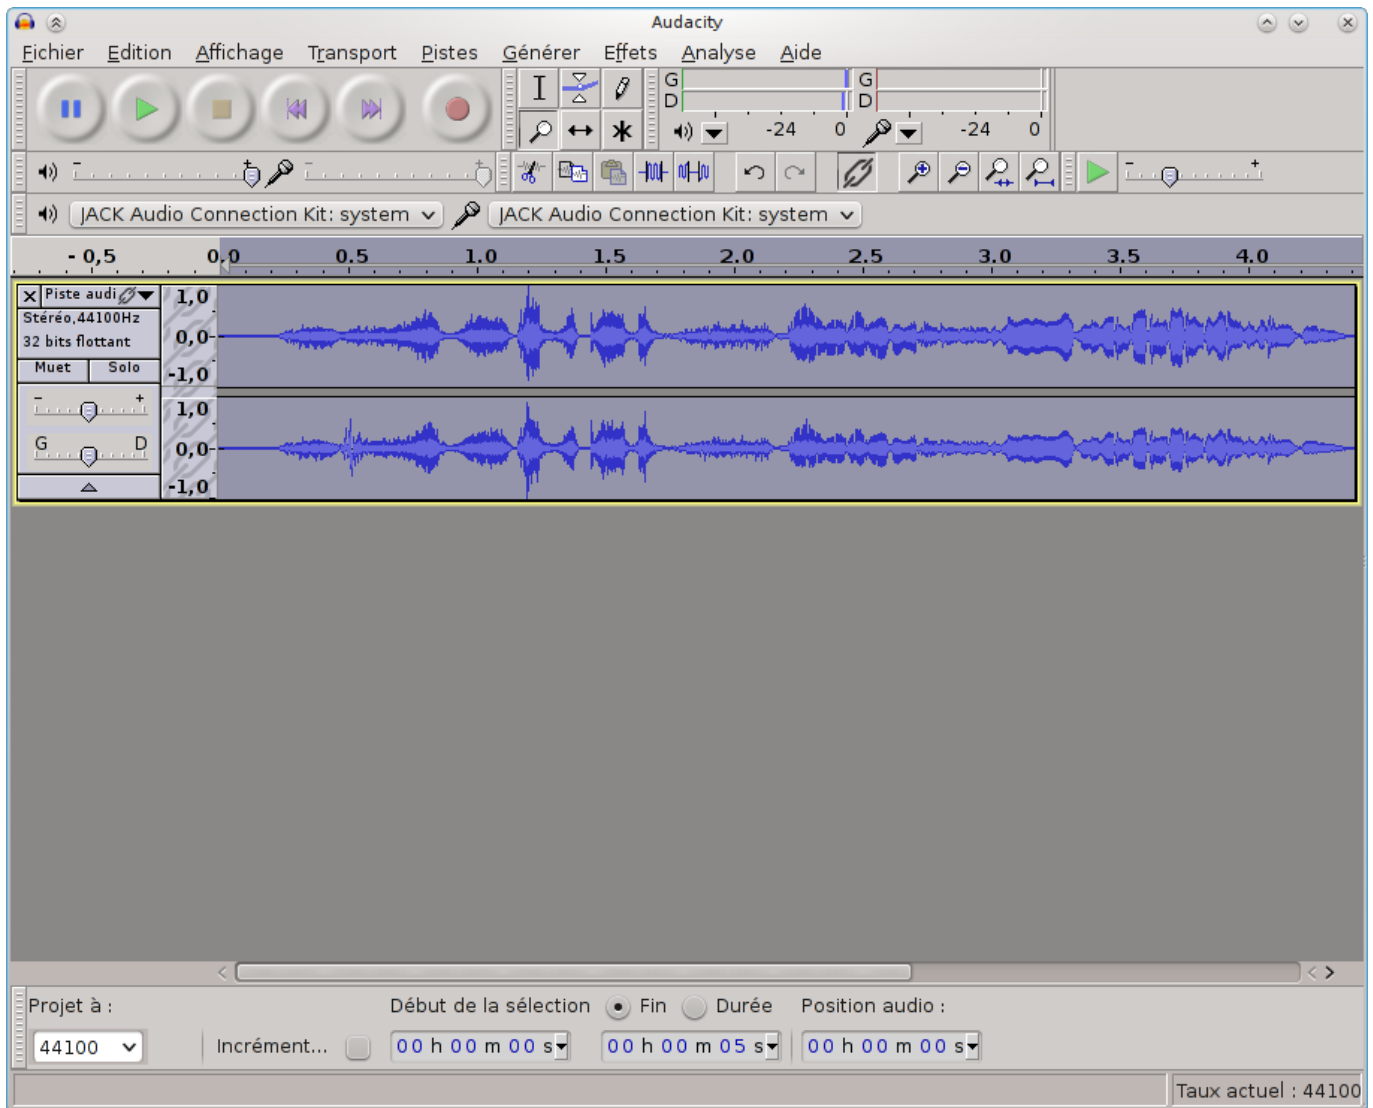 Audacity
Fichier Edition Affichage Transport Pistes Générer Effets Analyse Aide
G G
D D
-24 0 -24 0
JACK Audio Connection Kit: system JACK Audio Connection Kit: system
- 0,5 0,0 0.5 1.0 1.5 2.0 2.5 3.0 3.5 4.0
Piste audi 1,0
Stéréo,44100Hz
32 bits flottant 0,0
Muet Solo -1,0
- + 1,0
G D 0,0
-1,0
Projet à : Début de la sélection Fin Durée Position audio :
44100 Incrément... 00 h 00 m 00 s 00 h 00 m 05 s 00 h 00 m 00 s
Taux actuel : 44100